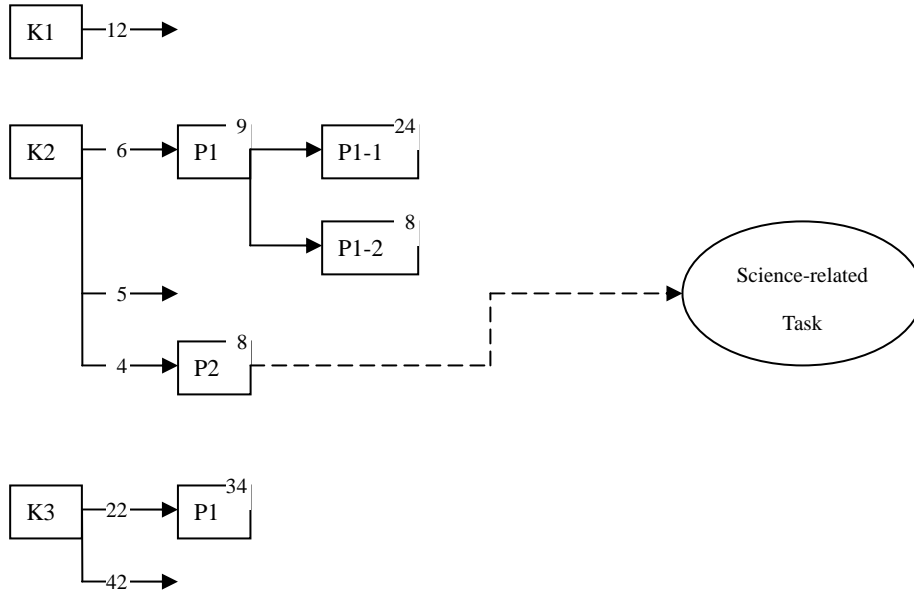 K1 12
9 24
K2 6 P1 P1-1
8
P1-2
Science-related
Task
5
8
4 P2
34
K3 22 P1
42